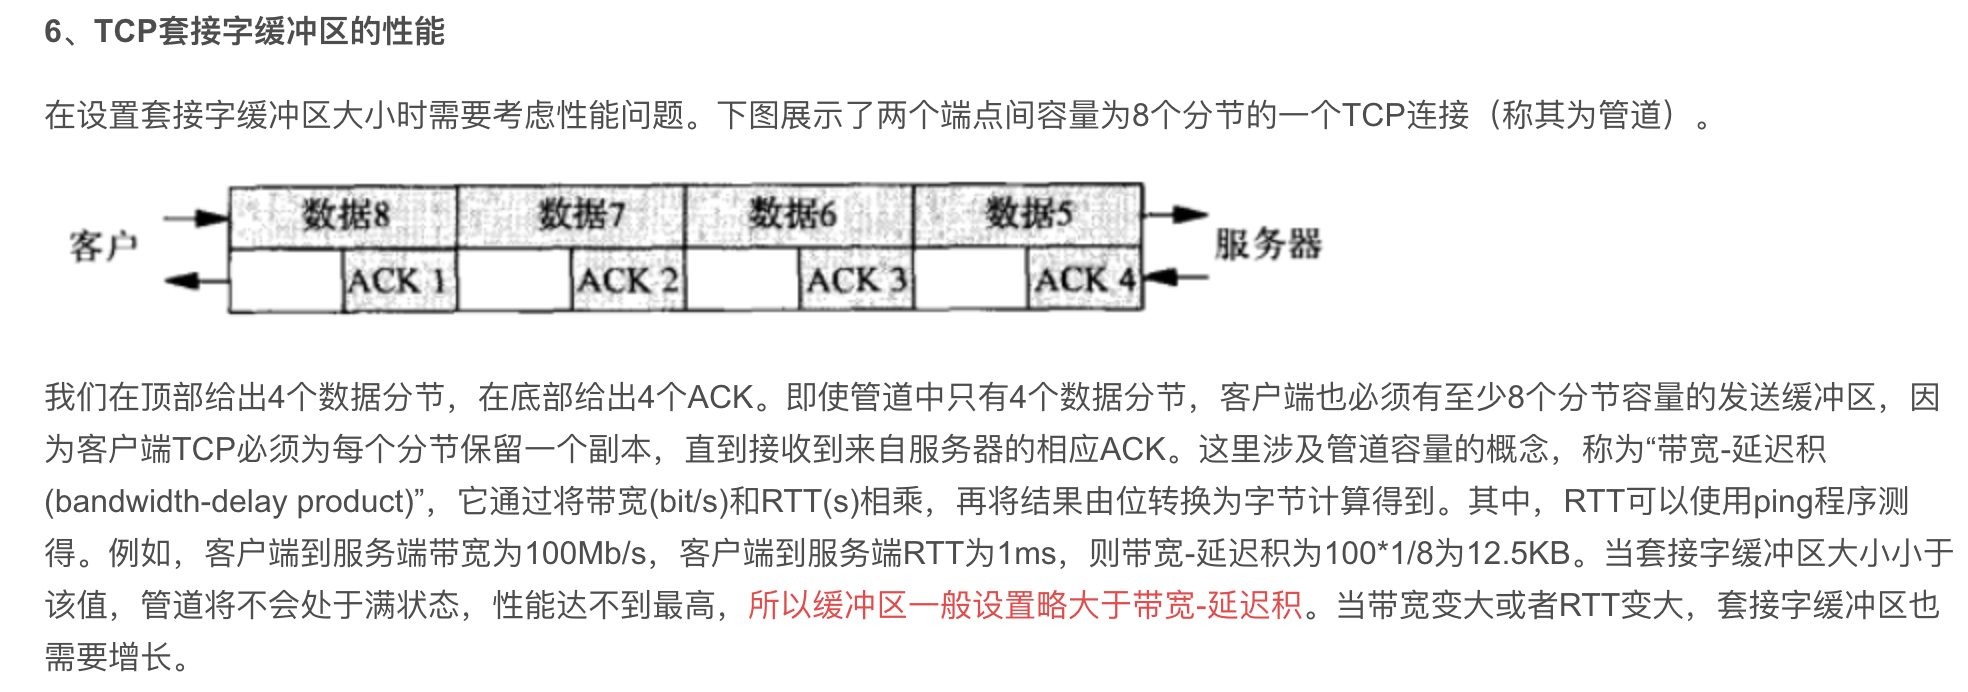 6、TCP套接字缓冲区的性能
在设置套接字缓冲区大小时需要考虑性能问题。下图展示了两个端点间容量为8个分节的一个TCP连接（称其为管道）。
数据8 数据7 数据6 数据5
客户 服务器
ACK 1 ACK 2 ACK 3 ACK 4
我们在顶部给出4个数据分节，在底部给出4个ACK。即使管道中只有4个数据分节，客户端也必须有至少8个分节容量的发送缓冲区，因
为客户端TCP必须为每个分节保留一个副本，直到接收到来自服务器的相应ACK。这里涉及管道容量的概念，称为“带宽-延迟积
(bandwidth-delay product)”，它通过将带宽(bit/s)和RTT(s)相乘，再将结果由位转换为字节计算得到。其中，RTT可以使用ping程序测
得。例如，客户端到服务端带宽为100Mb/s，客户端到服务端RTT为1ms，则带宽-延迟积为100*1/8为12.5KB。当套接字缓冲区大小小于
该值，管道将不会处于满状态，性能达不到最高，所以缓冲区一般设置略大于带宽-延迟积。当带宽变大或者RTT变大，套接字缓冲区也
需要增长。